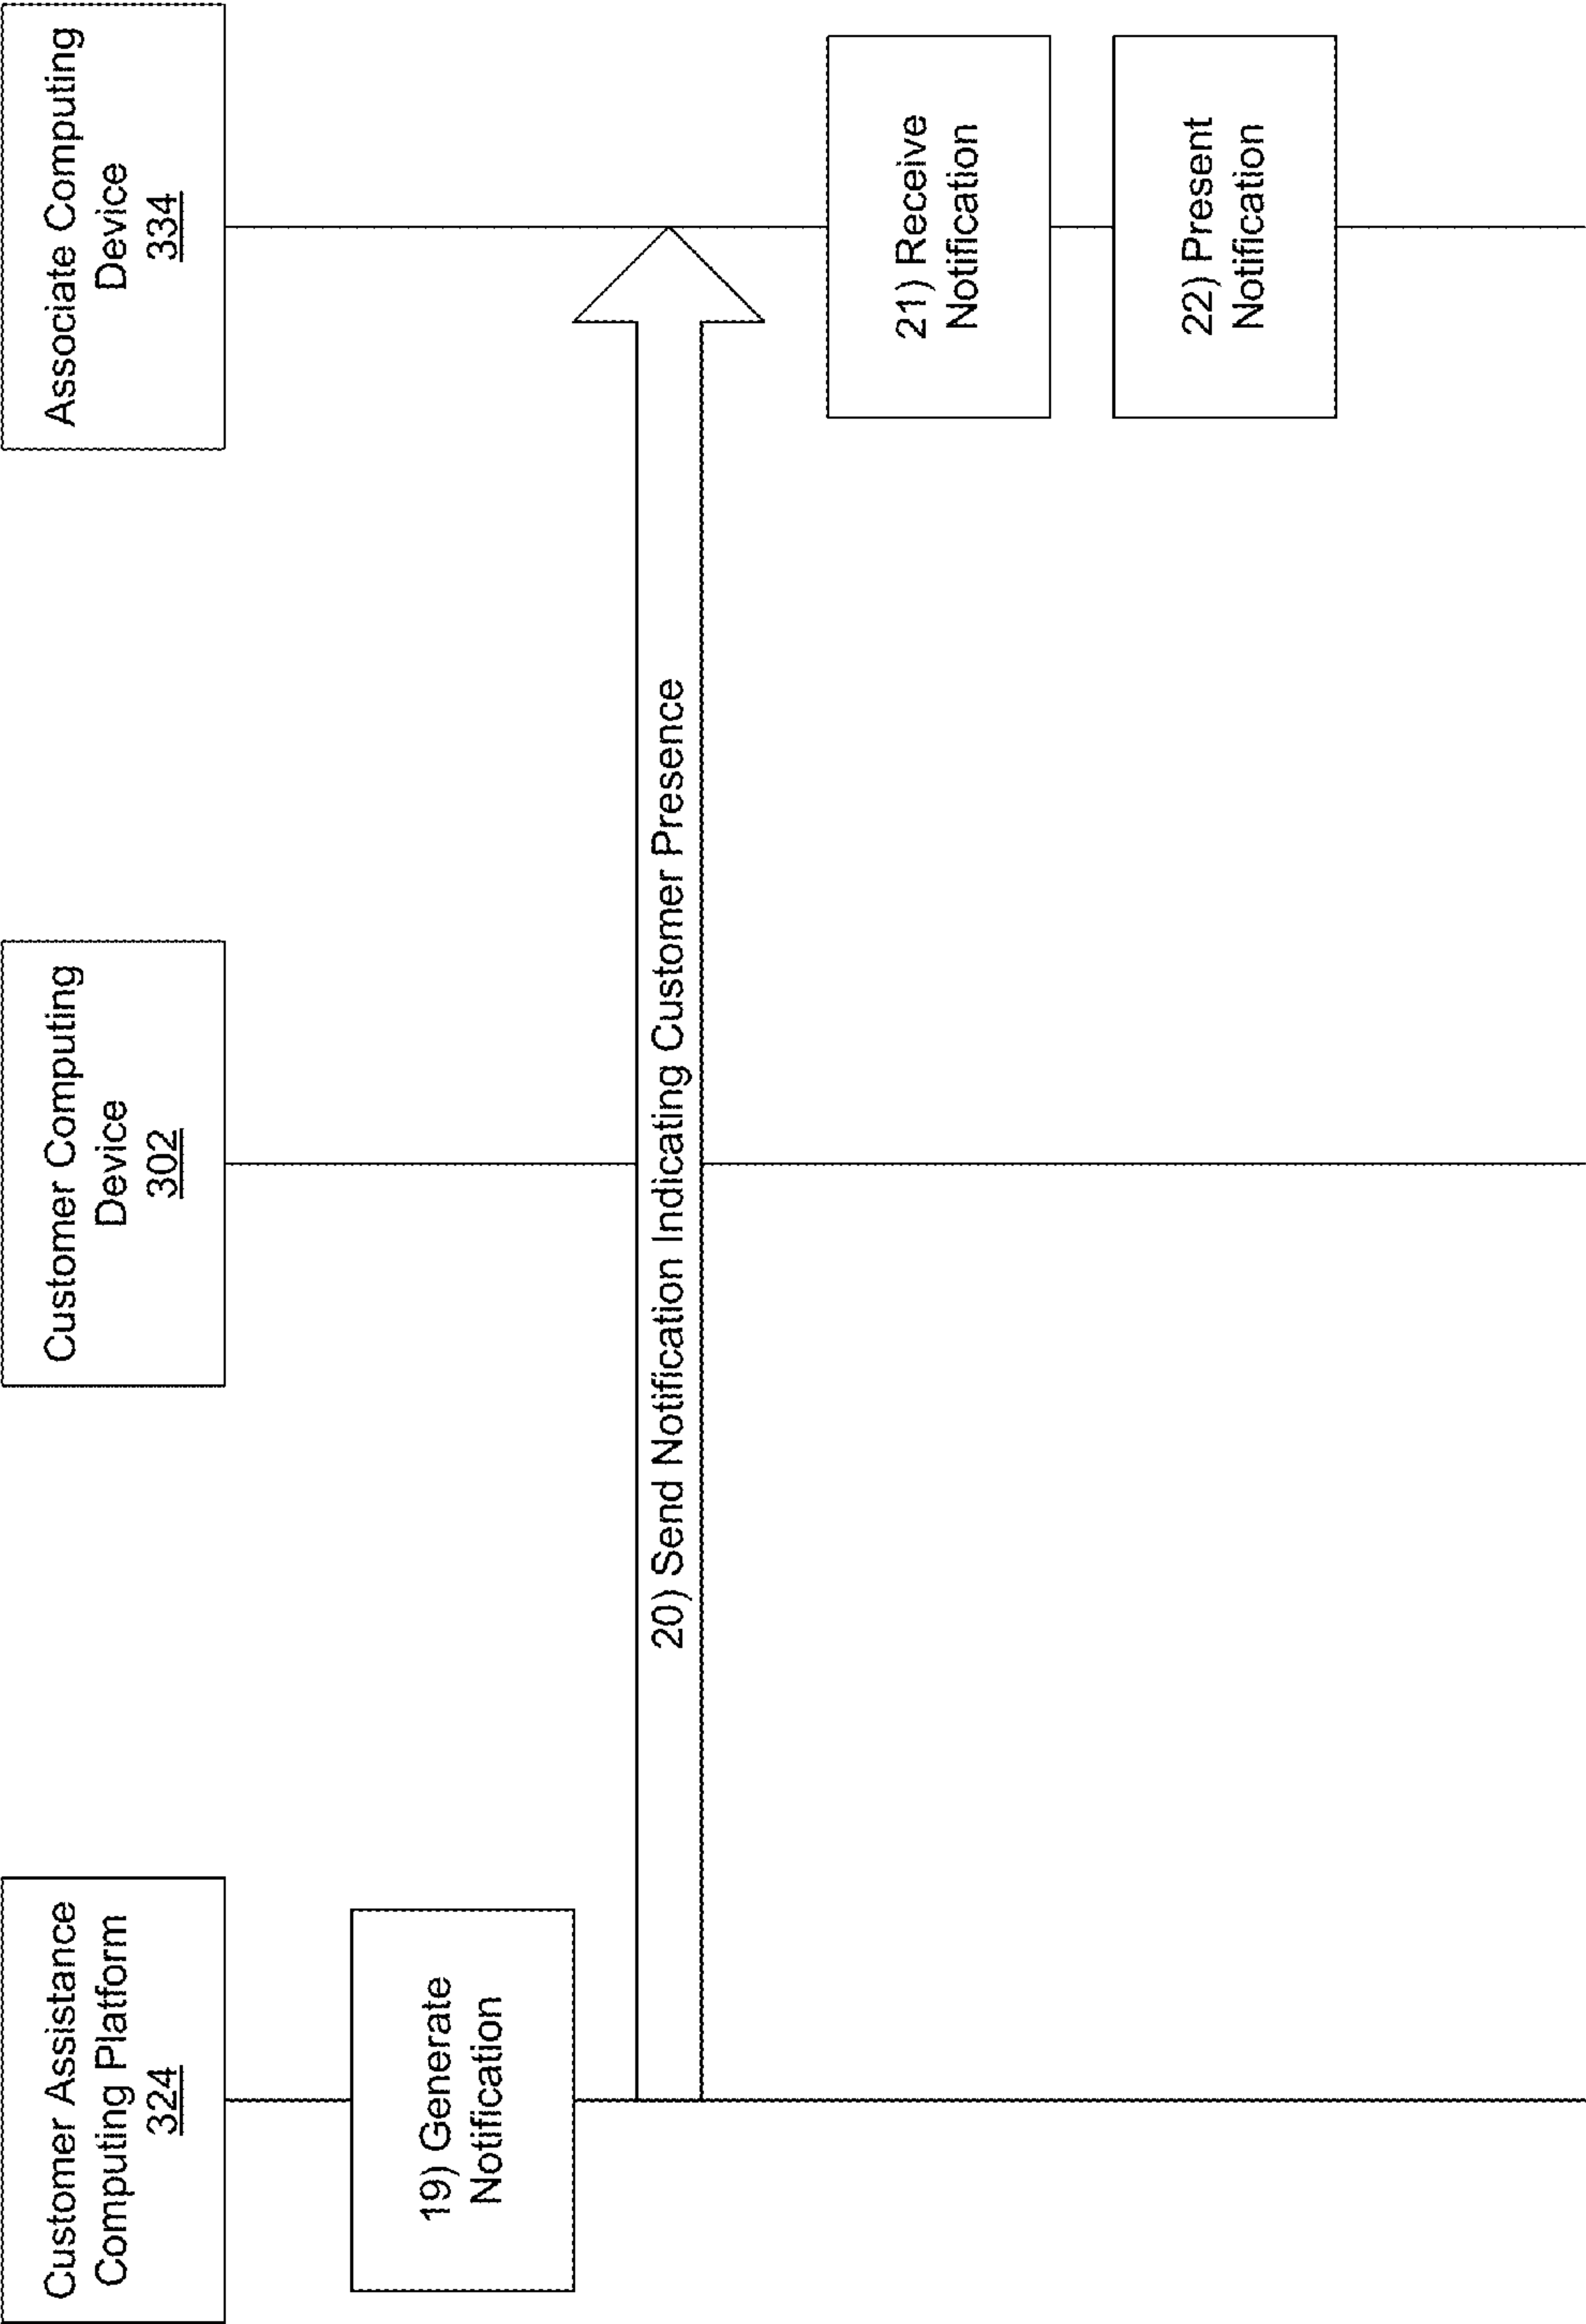 Customer Assistance
Computing Platform
324
Customer Computing
Device
302
Associate Computing
Device
334
19) Generate
Notification
20) Send Notification Indicating Customer Presence
21) Receive
Notification
22) Present
Notification